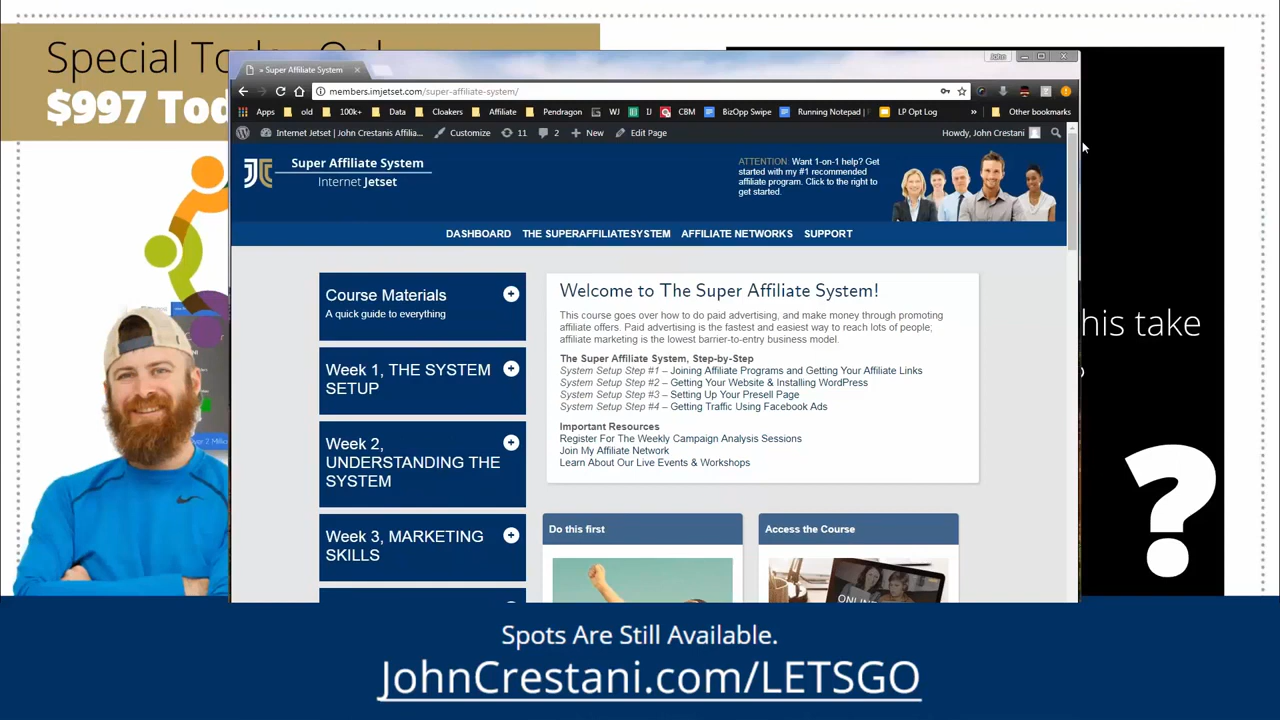 Special To
$997 Tod
» Super Affiliate System
John
members.imjetset.com/super-affiliate-system/
Apps old 100k+ Data Cloakers Affiliate Pendragon WJ IJ CBM BizOpp Swipe Running Notepad | LP Opt Log » Other bookmarks
Internet Jetset | John Crestanis Affilia... Customize 11 2 New Edit Page Howdy, John Crestani
Super Affiliate System
Internet Jetset
ATTENTION: Want 1-on-1 help? Get
started with my #1 recommended
affiliate program. Click to the right to
get started.
DASHBOARD THE SUPERAFFILIATESYSTEM AFFILIATE NETWORKS SUPPORT
Course Materials
A quick guide to everything
Week 1, THE SYSTEM
SETUP
Week 2,
UNDERSTANDING THE
SYSTEM
Week 3, MARKETING
SKILLS
Welcome to The Super Affiliate System!
This course goes over how to do paid advertising, and make money through promoting
affiliate offers. Paid advertising is the fastest and easiest way to reach lots of people;
affiliate marketing is the lowest barrier-to-entry business model.
The Super Affiliate System, Step-by-Step
System Setup Step #1 – Joining Affiliate Programs and Getting Your Affiliate Links
System Setup Step #2 – Getting Your Website & Installing WordPress
System Setup Step #3 – Setting Up Your Presell Page
System Setup Step #4 – Getting Traffic Using Facebook Ads
Important Resources
Register For The Weekly Campaign Analysis Sessions
Join My Affiliate Network
Learn About Our Live Events & Workshops
Do this first
Access the Course
his take
?
Spots Are Still Available.
JohnCrestani.com/LETSGO